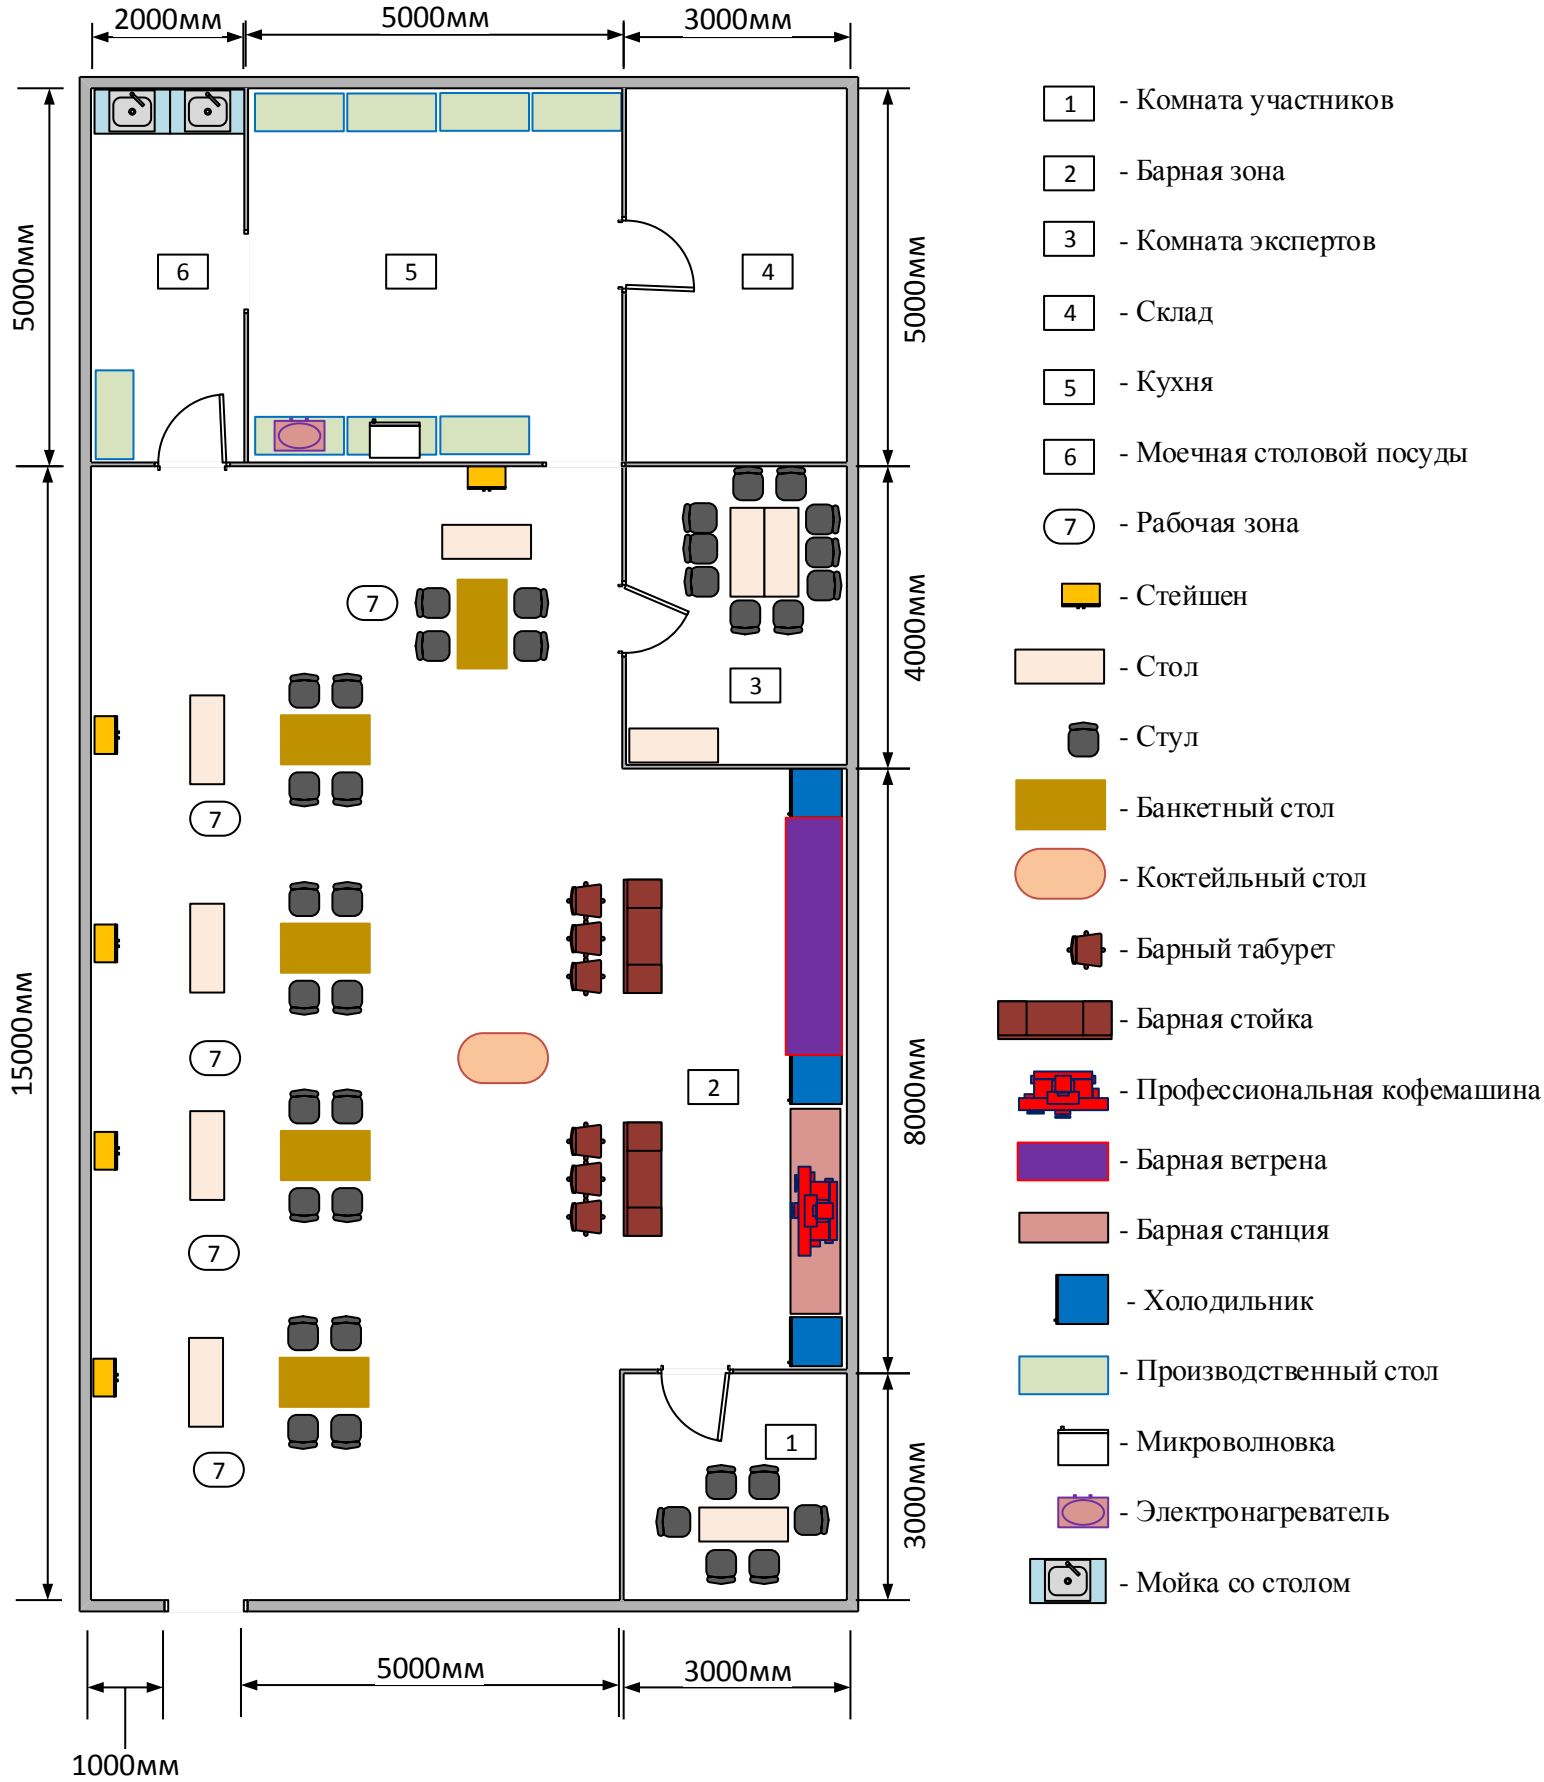 2000мм
5000мм
3000мм
5000мм
5000мм
6
5
4
15000мм
4000мм
7
3
7
7
2
8000мм
7
1
7
3000мм
5000мм
3000мм
1000мм
1 - Комната участников
2 - Барная зона
3 - Комната экспертов
4 - Склад
5 - Кухня
6 - Моечная столовой посуды
7 - Рабочая зона
- Стейшен
- Стол
- Стул
- Банкетный стол
- Коктейльный стол
- Барный табурет
- Барная стойка
- Профессиональная кофемашина
- Барная ветрена
- Барная станция
- Холодильник
- Производственный стол
- Микроволновка
- Электронагреватель
- Мойка со столом